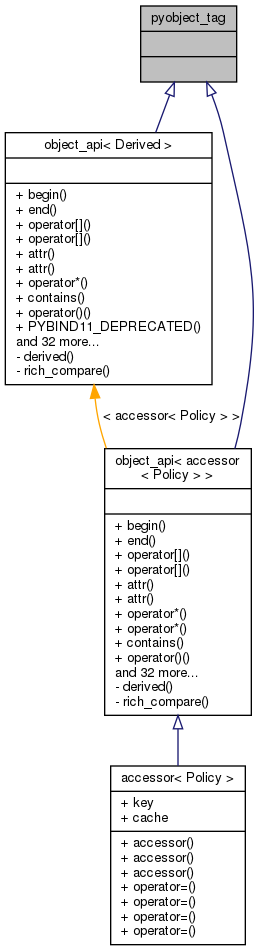 pyobject_tag
object_api< Derived >
+ begin()
+ end()
+ operator[]()
+ operator[]()
+ attr()
+ attr()
+ operator*()
+ contains()
+ operator()()
+ PYBIND11_DEPRECATED()
and 32 more...
- derived()
- rich_compare()
< accessor< Policy > >
object_api< accessor
< Policy > >
+ begin()
+ end()
+ operator[]()
+ operator[]()
+ attr()
+ attr()
+ operator*()
+ operator*()
+ contains()
+ operator()()
and 32 more...
- derived()
- rich_compare()
accessor< Policy >
+ key
+ cache
+ accessor()
+ accessor()
+ accessor()
+ operator=()
+ operator=()
+ operator=()
+ operator=()